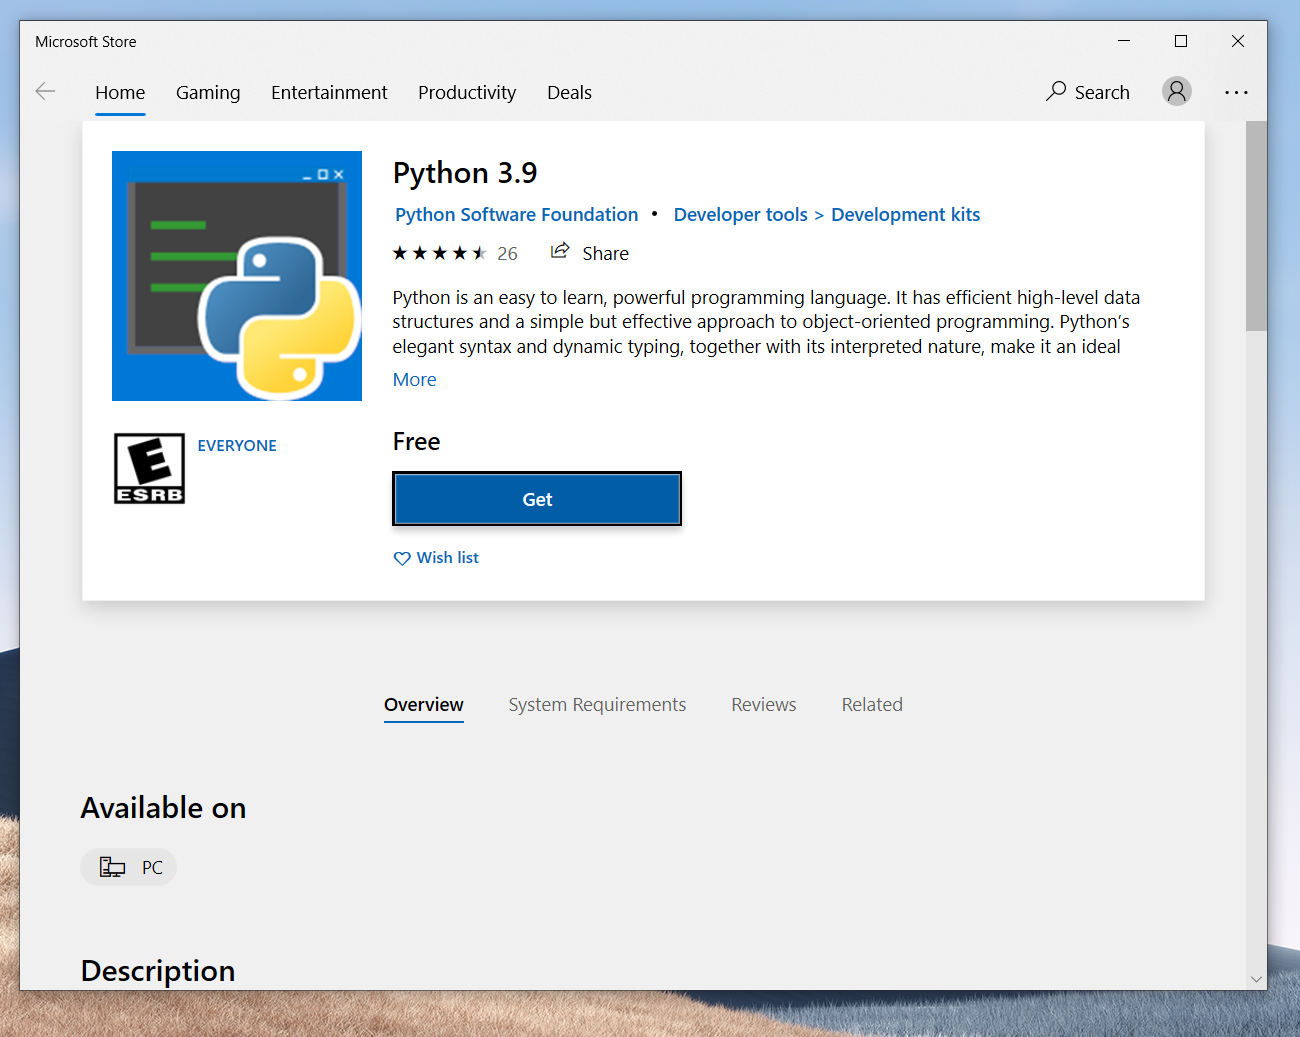 Microsoft Store
Home Gaming Entertainment Productivity Deals Search
Python 3.9
Python Software Foundation • Developer tools > Development kits
26 Share
Python is an easy to learn, powerful programming language. It has efficient high-level data
structures and a simple but effective approach to object-oriented programming. Python's
elegant syntax and dynamic typing, together with its interpreted nature, make it an ideal
More
E
ESRB
EVERYONE
Free
Get
Wish list
Overview System Requirements Reviews Related
Available on
PC
Description